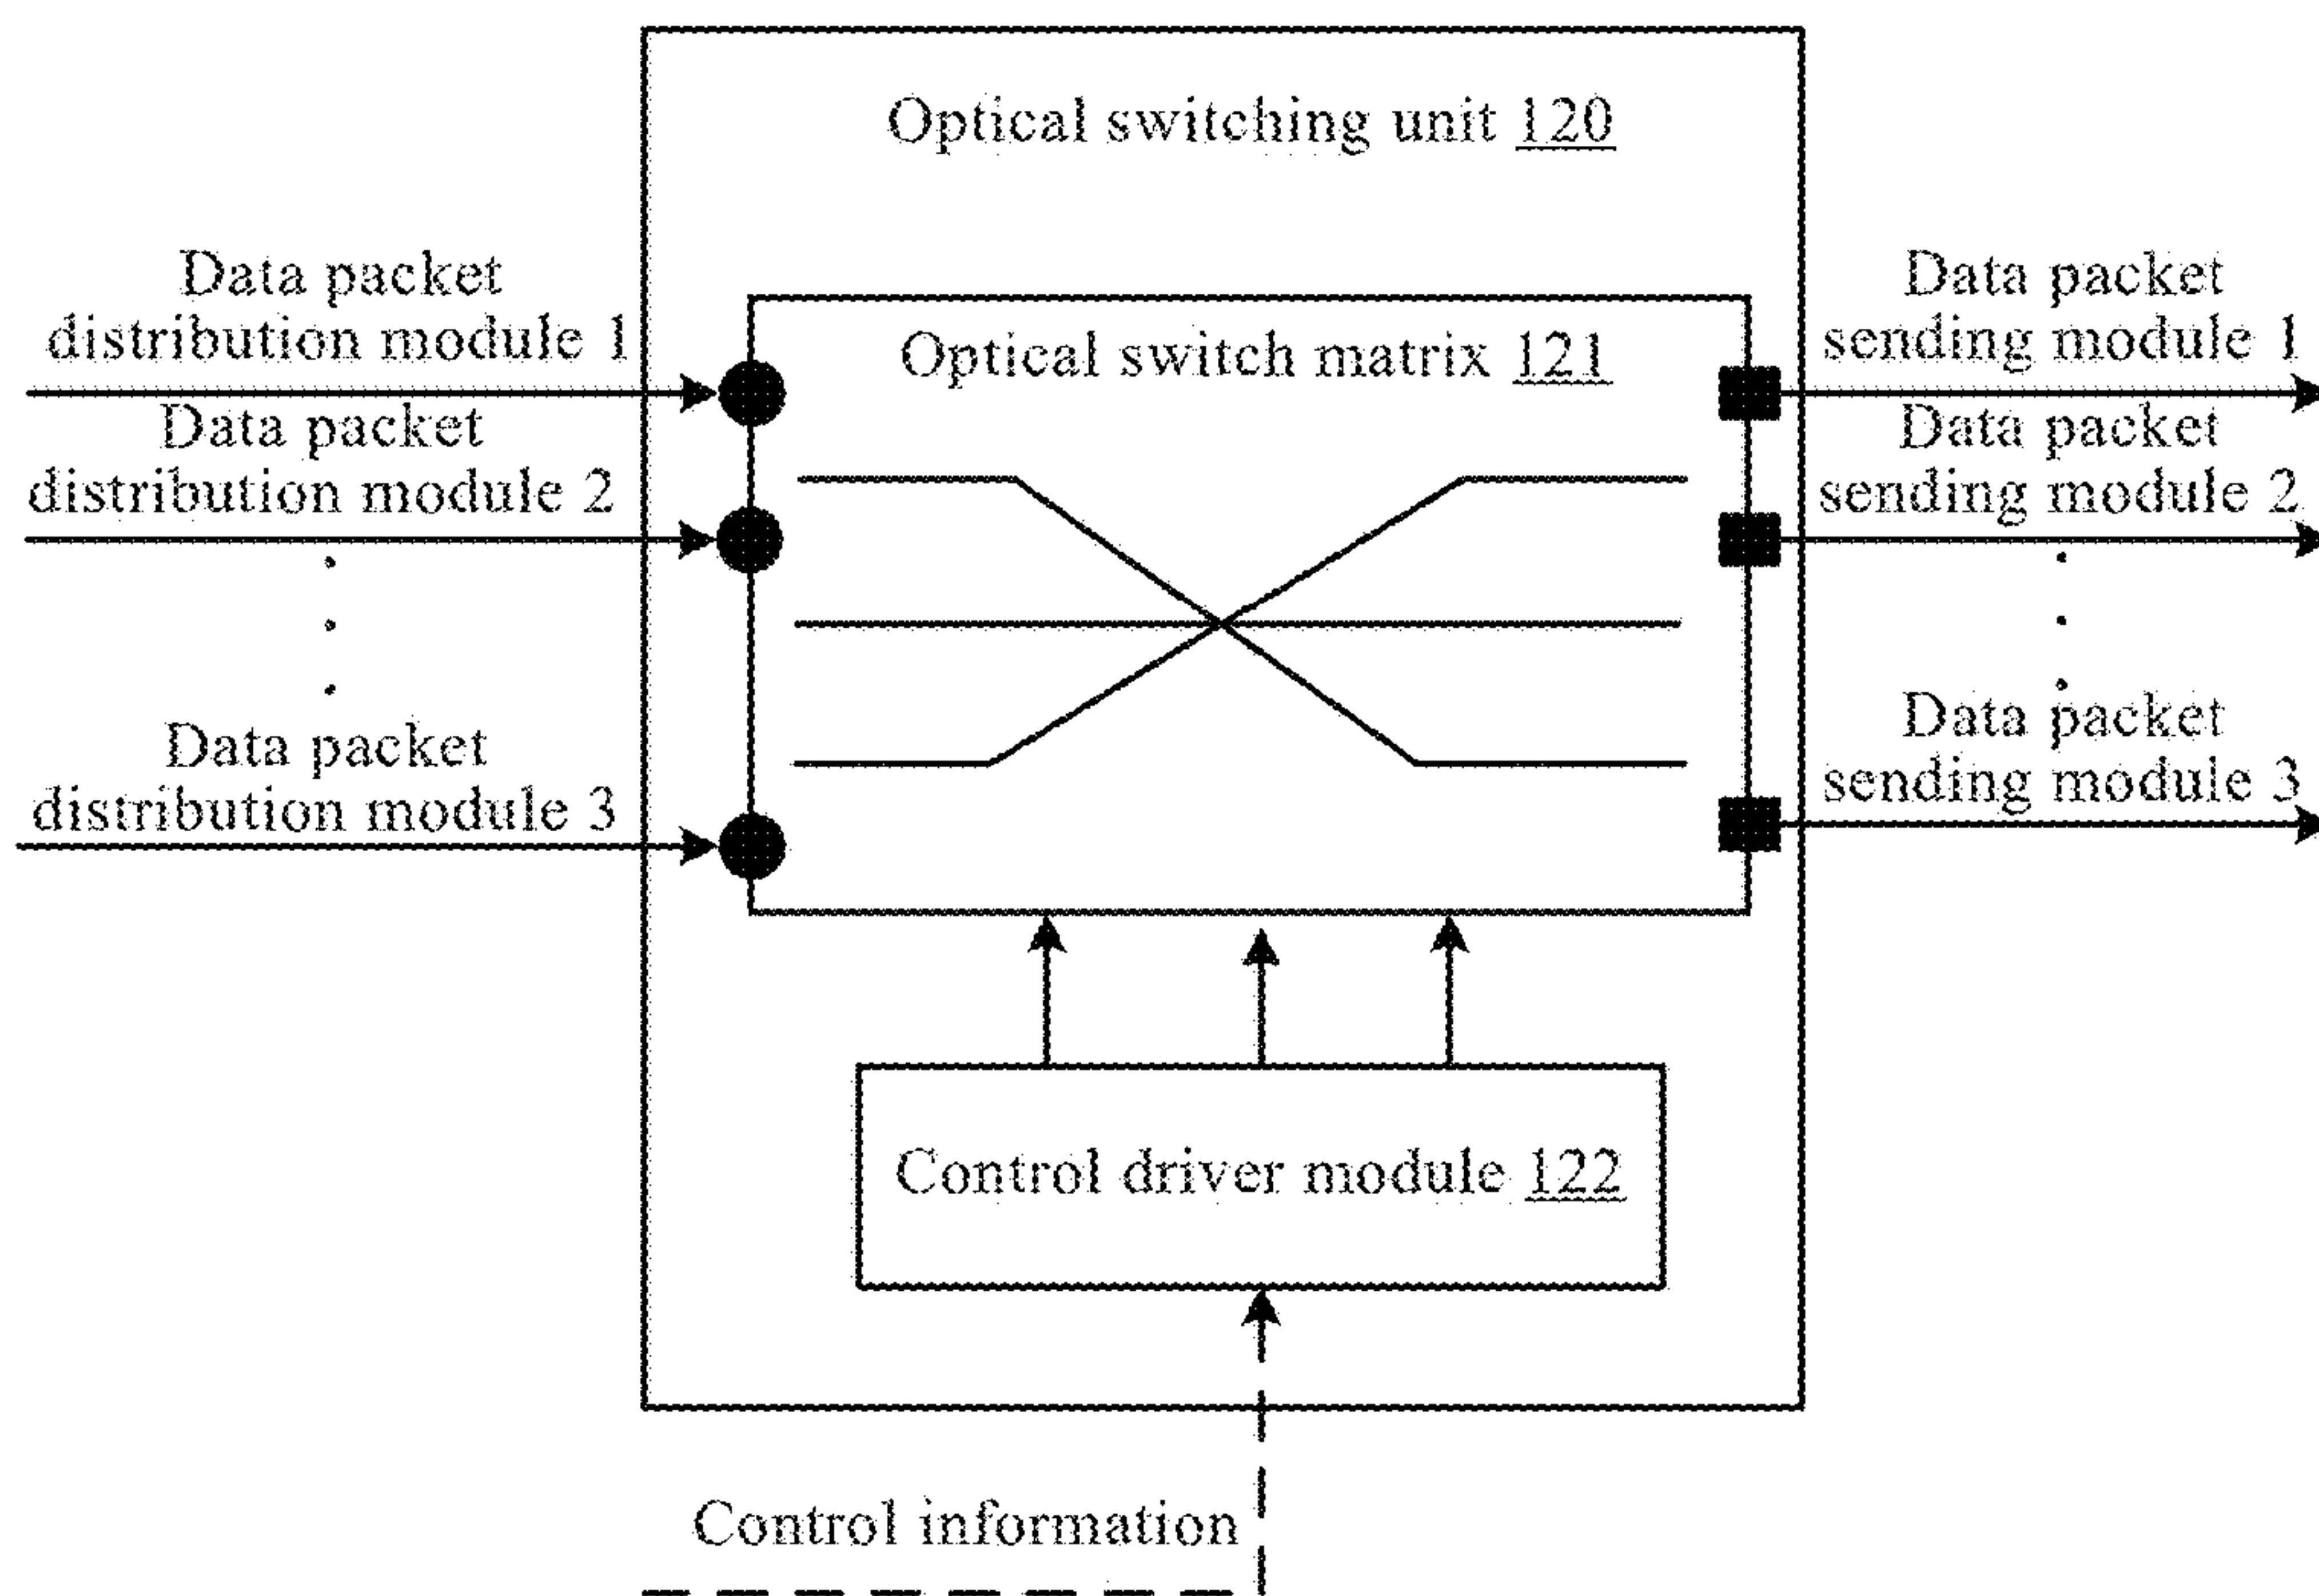 Optical switching unit 120
Data packet
distribution module 1
Data packet
distribution module 2
Data packet
distribution module 3
Optical switch matrix 121
Data packet
sending module 1
Data packet
sending module 2
Data packet
sending module 3
Control driver module 122
Control information